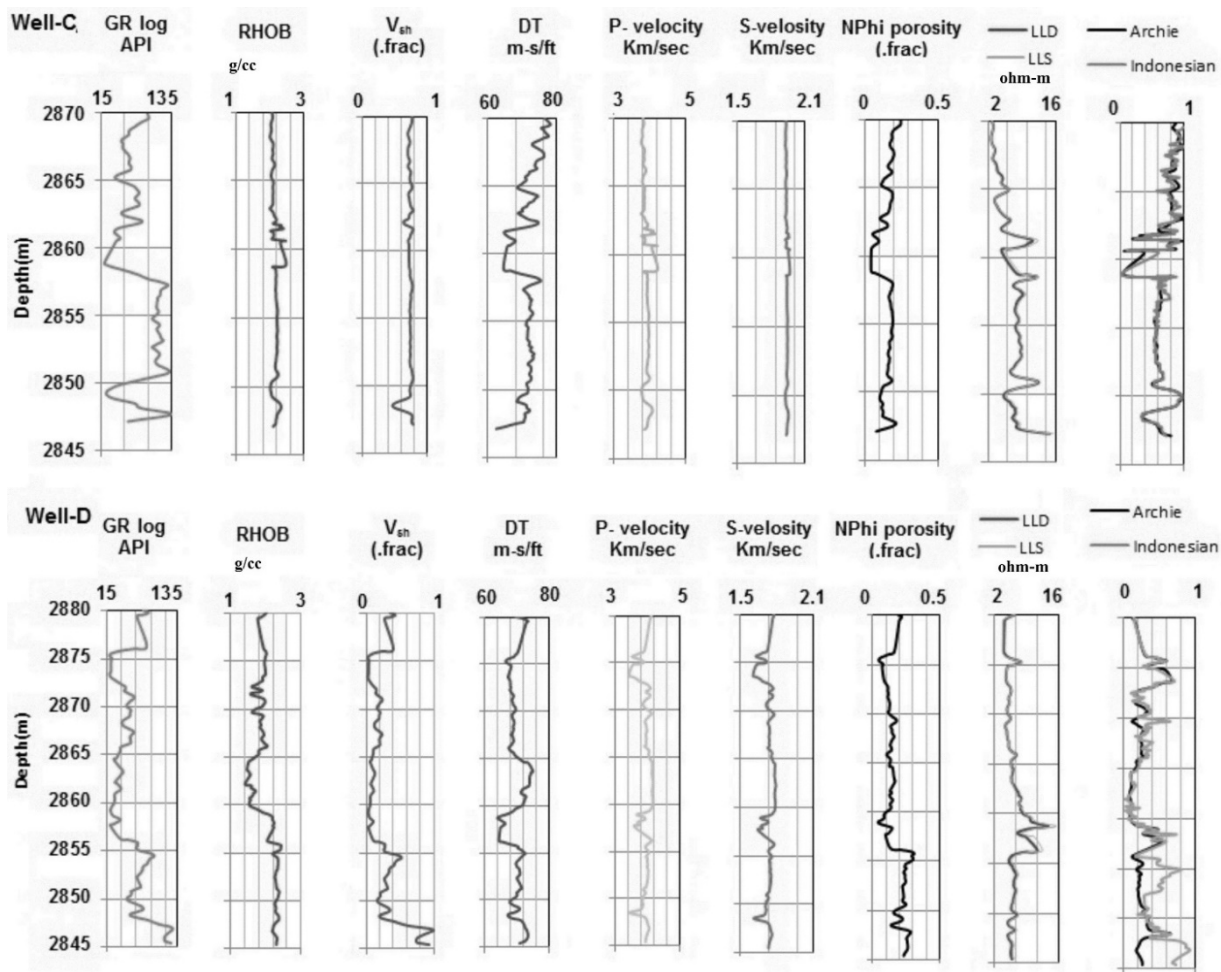 Well-C
GR log
API
RHOB
g/cc
Vsh
(.frac)
DT
m-s/ft
P- velocity
Km/sec
S-velosity
Km/sec
NPhi porosity
(.frac)
LLD
LLS
ohm-m
Archie
Indonesian
15 135
1 3
0 1
60 80
3 5
1.5 2.1
0 0.5
2 16
0 1
Depth(m)
2870
2865
2860
2855
2850
2845
Well-D
GR log
API
RHOB
g/cc
Vsh
(.frac)
DT
m-s/ft
P- velocity
Km/sec
S-velosity
Km/sec
NPhi porosity
(.frac)
LLD
LLS
ohm-m
Archie
Indonesian
15 135
1 3
0 1
60 80
3 5
1.5 2.1
0 0.5
2 16
0 1
Depth(m)
2880
2875
2870
2865
2860
2855
2850
2845